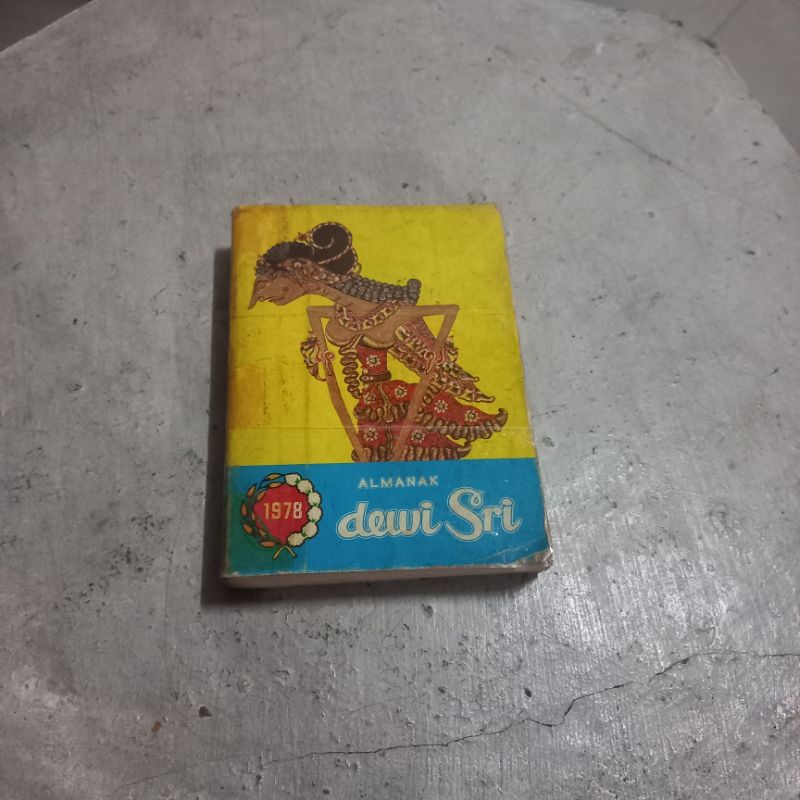 ALMANAK
1978
dewi Sri